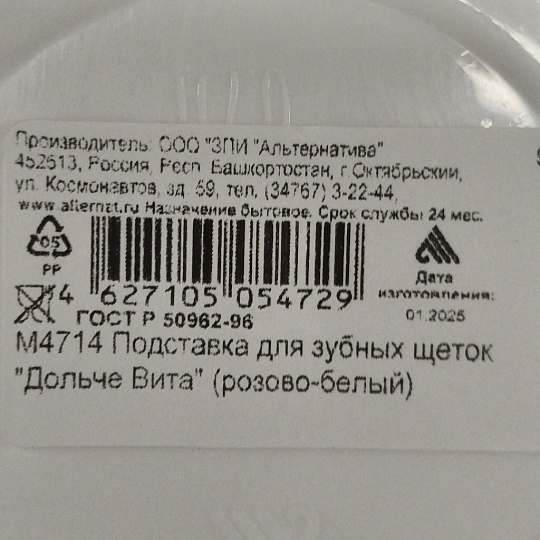 Производитель: ООО "ЗПИ "Альтернатива"
452613, Россия, Респ. Башкортостан, г.Октябрьский,
ул. Космонавтов, зд. 59, тел. (34767) 3-22-44,
www.alternat.ru Назначение бытовое. Срок службы 24 мес.
05
PP
4 627105 054729
Дата
изготовления:
01.2025
ГОСТ Р 50962-96
М4714 Подставка для зубных щеток
"Дольче Вита" (розово-белый)